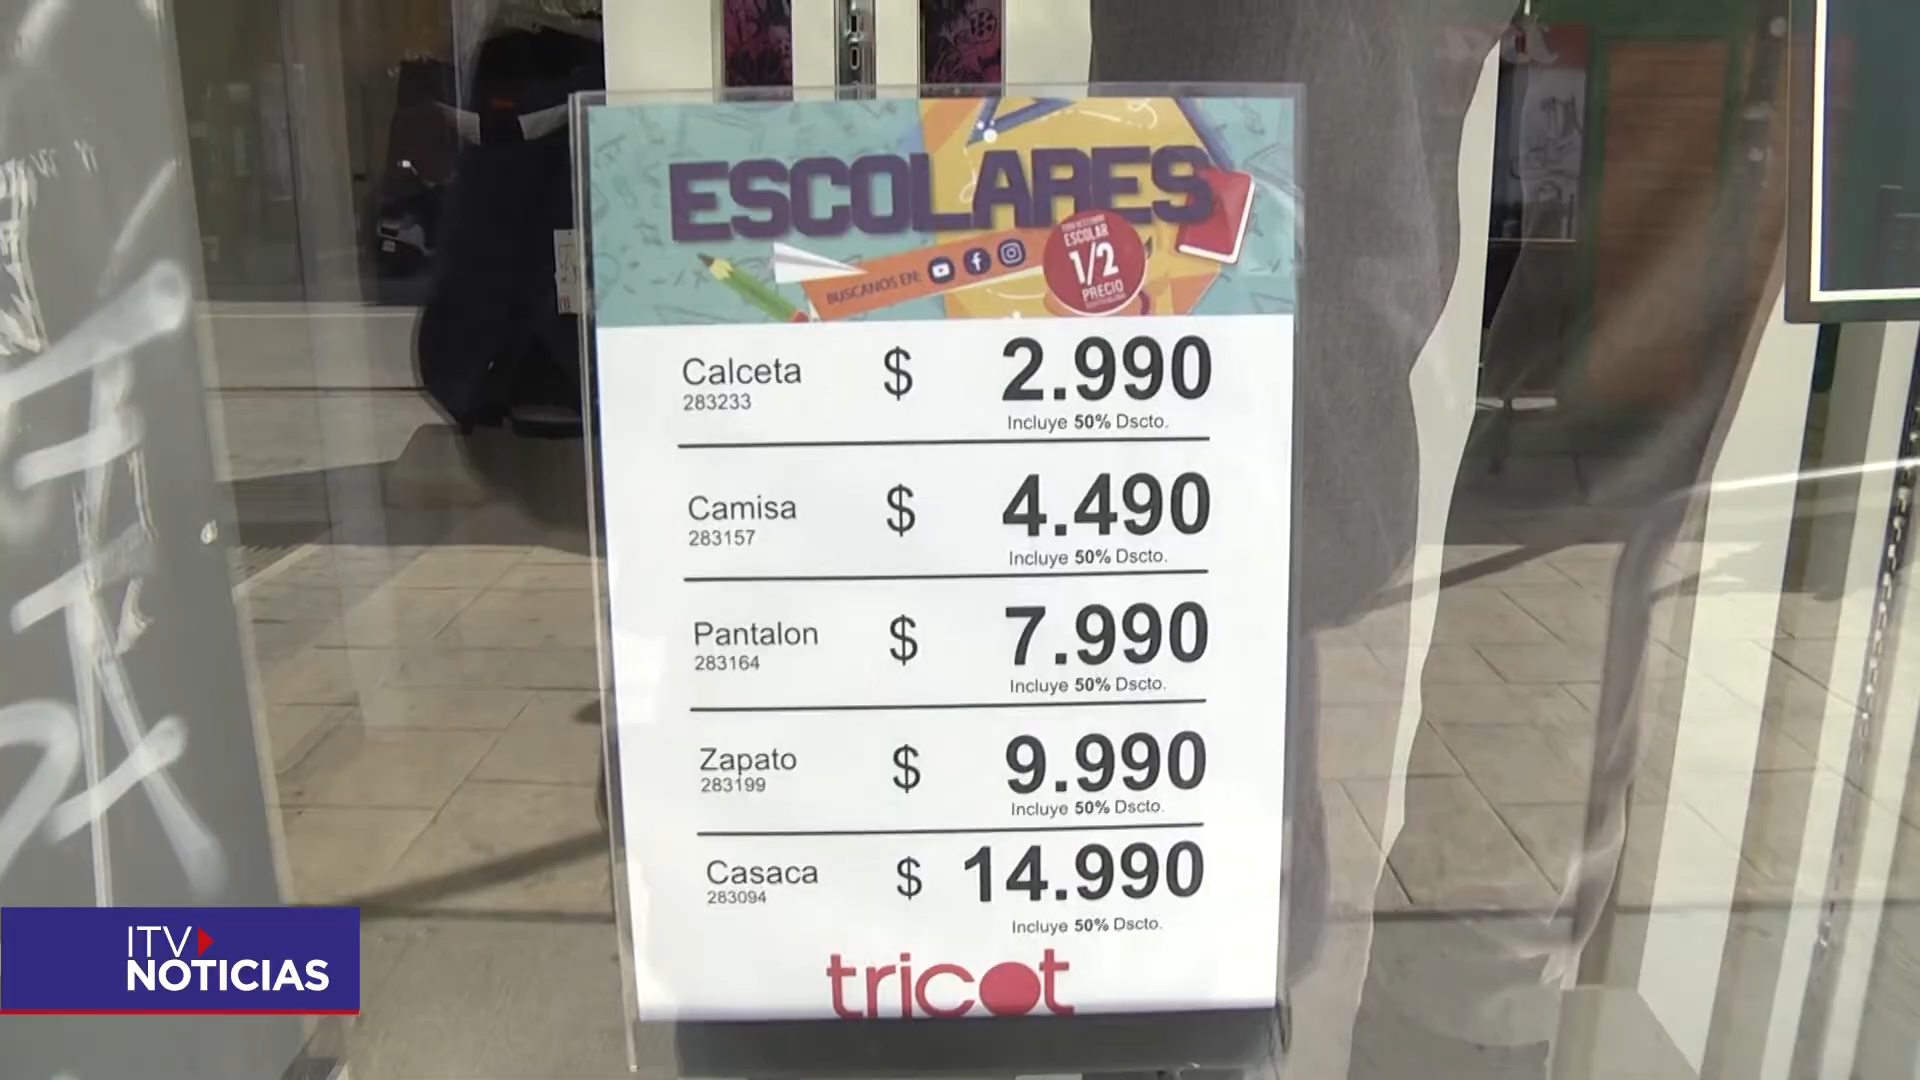 ESCOLARES
BUSCANOS EN:
ESCOLAR
1/2
PRECIO
Calceta $ 2.990
283233
Incluye 50% Dscto.
Camisa $ 4.490
283157
Incluye 50% Dscto.
Pantalon $ 7.990
283164
Incluye 50% Dscto.
Zapato $ 9.990
283199
Incluye 50% Dscto.
Casaca $ 14.990
283094
Incluye 50% Dscto.
tricot
ITV
NOTICIAS